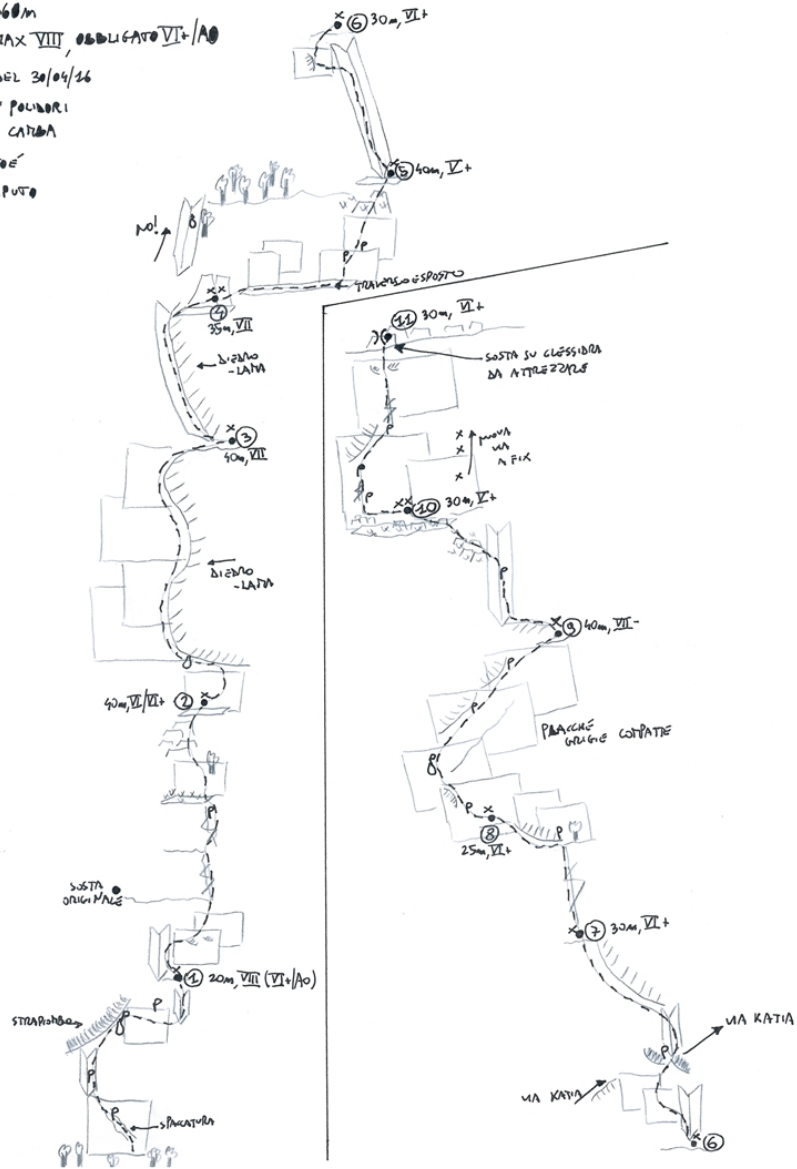 60m
MAX VIII, OBBLIGATO VI+/A0
DEL 30/04/16
POLIDORI
6 30m, VI+
5 40m, V+
NO!
TRAVERSO ESPOSTO
4
35m, VII
DIEDRO
-LAMA
3
40m, VII
DIEDRO
-LAMA
40m, VI/VI+ 2
SOSTA
ORIGINALE
1 20m, VIII (VI+/A0)
STRAPIOMBO
SPACCATURA
11 30m, VI+
SOSTA SU CLESSIDRA
DA ATTREZZARE
NUOVA
VIA
A FIX
10 30m, V+
9 40m, VII-
PLACCHE
GRIGIE COMPATTE
8
25m, VI+
7 30m, VI+
VIA KATIA
VIA KATIA
6